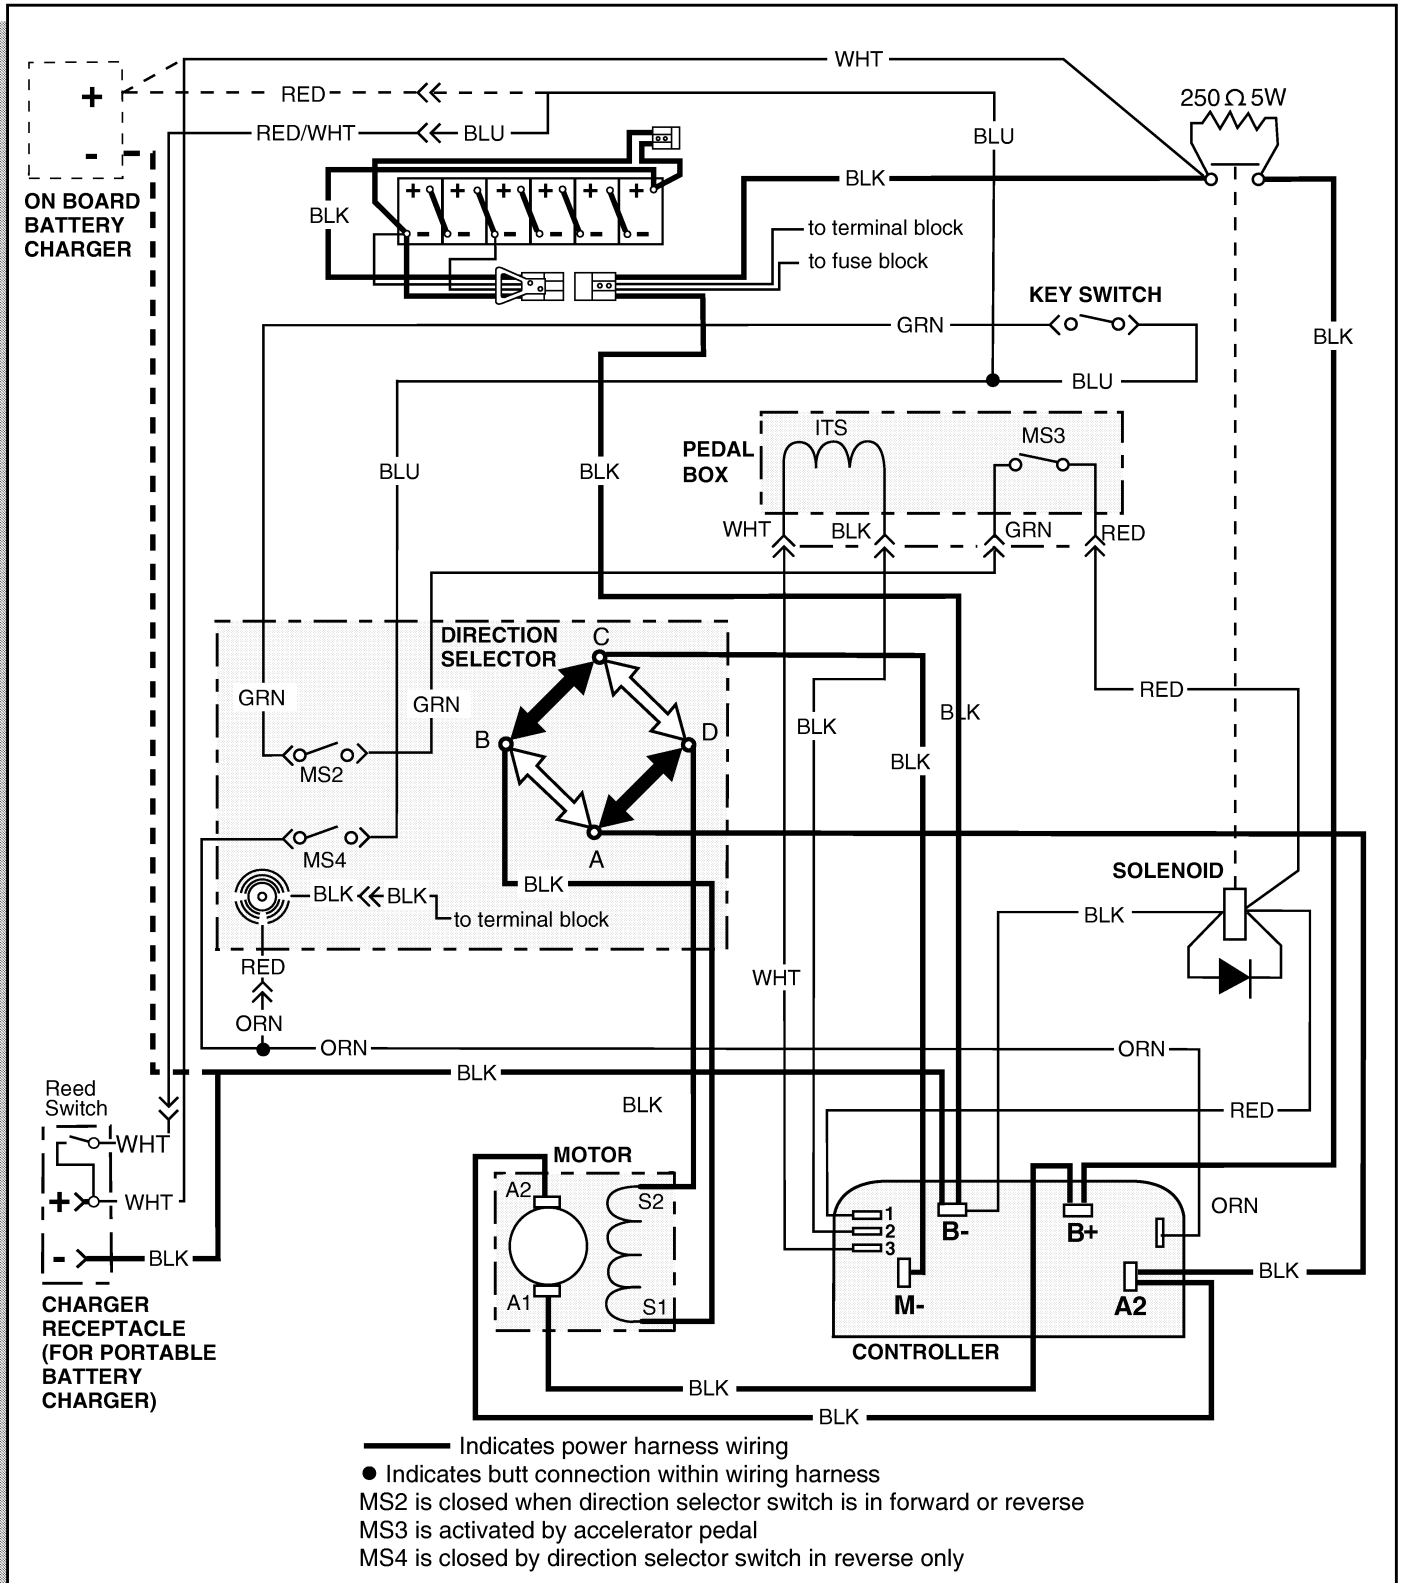 WHT
250 Ω 5W
+
RED
RED/WHT
BLU
BLU
-
ON BOARD
BATTERY
CHARGER
BLK
+ + + + + +
- - - - - -
BLK
to terminal block
to fuse block
KEY SWITCH
GRN
BLK
BLU
ITS
MS3
PEDAL
BOX
BLU
BLK
WHT
BLK
GRN
RED
DIRECTION
SELECTOR
C
GRN
GRN
RED
BLK
BLK
B
D
BLK
MS2
MS4
A
SOLENOID
BLK
BLK
BLK
to terminal block
BLK
RED
WHT
ORN
ORN
ORN
BLK
Reed
Switch
BLK
RED
WHT
MOTOR
+
WHT
A2
S2
ORN
1
2
3
B-
B+
-
BLK
A1
S1
M-
A2
BLK
CHARGER
RECEPTACLE
(FOR PORTABLE
BATTERY
CHARGER)
CONTROLLER
BLK
BLK
Indicates power harness wiring
Indicates butt connection within wiring harness
MS2 is closed when direction selector switch is in forward or reverse
MS3 is activated by accelerator pedal
MS4 is closed by direction selector switch in reverse only